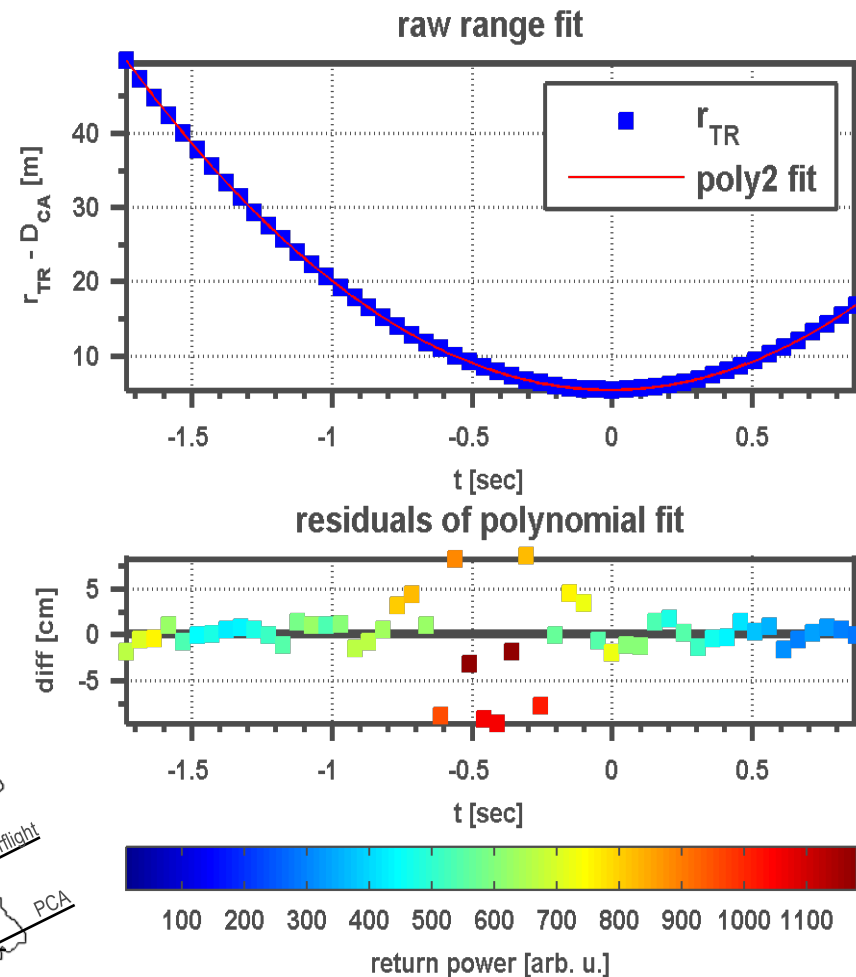 raw range fit
r_TR - D_CA [m]
40
30
20
10
r_TR
poly2 fit
-1.5 -1 -0.5 0 0.5
t [sec]
residuals of polynomial fit
diff [cm]
5
0
-5
-1.5 -1 -0.5 0 0.5
t [sec]
PCA
100 200 300 400 500 600 700 800 900 1000 1100
return power [arb. u.]